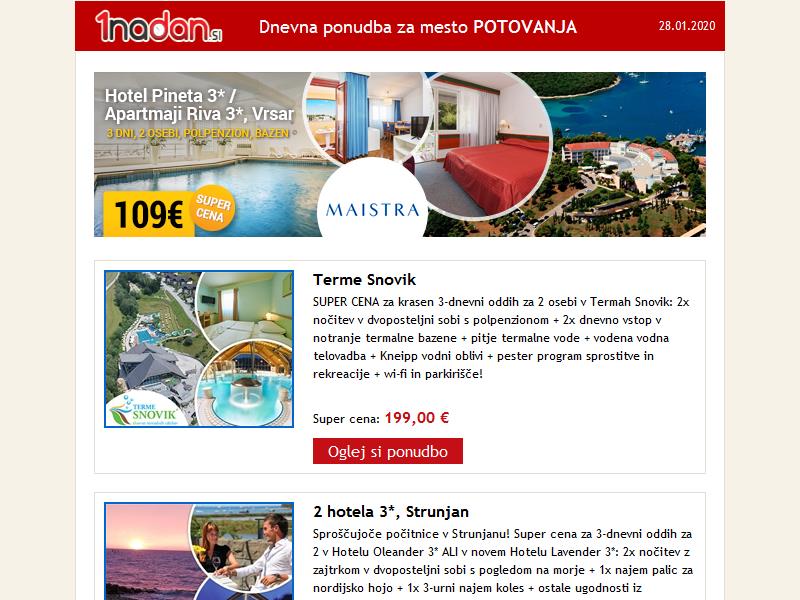 1nadan.si
Dnevna ponudba za mesto POTOVANJA
28.01.2020
Hotel Pineta 3* /
Apartmaji Riva 3*, Vrsar
3 DNI, 2 OSEBI, POLPENZION, BAZEN
109€
SUPER
CENA
MAISTRA
Terme Snovik
SUPER CENA za krasen 3-dnevni oddih za 2 osebi v Termah Snovik: 2x
nočitev v dvoposteljni sobi s polpenzionom + 2x dnevno vstop v
notranje termalne bazene + pitje termalne vode + vodena vodna
telovadba + Kneipp vodni oblivi + pester program sprostitve in
rekreacije + wi-fi in parkirišče!
TERME
SNOVIK
Super cena: 199,00 €
Oglej si ponudbo
2 hotela 3*, Strunjan
Sproščujoče počitnice v Strunjanu! Super cena za 3-dnevni oddih za
2 v Hotelu Oleander 3* ALI v novem Hotelu Lavender 3*: 2x nočitev z
zajtrkom v dvoposteljni sobi s pogledom na morje + 1x najem palic za
nordijsko hojo + 1x 3-urni najem koles + ostale ugodnosti iz